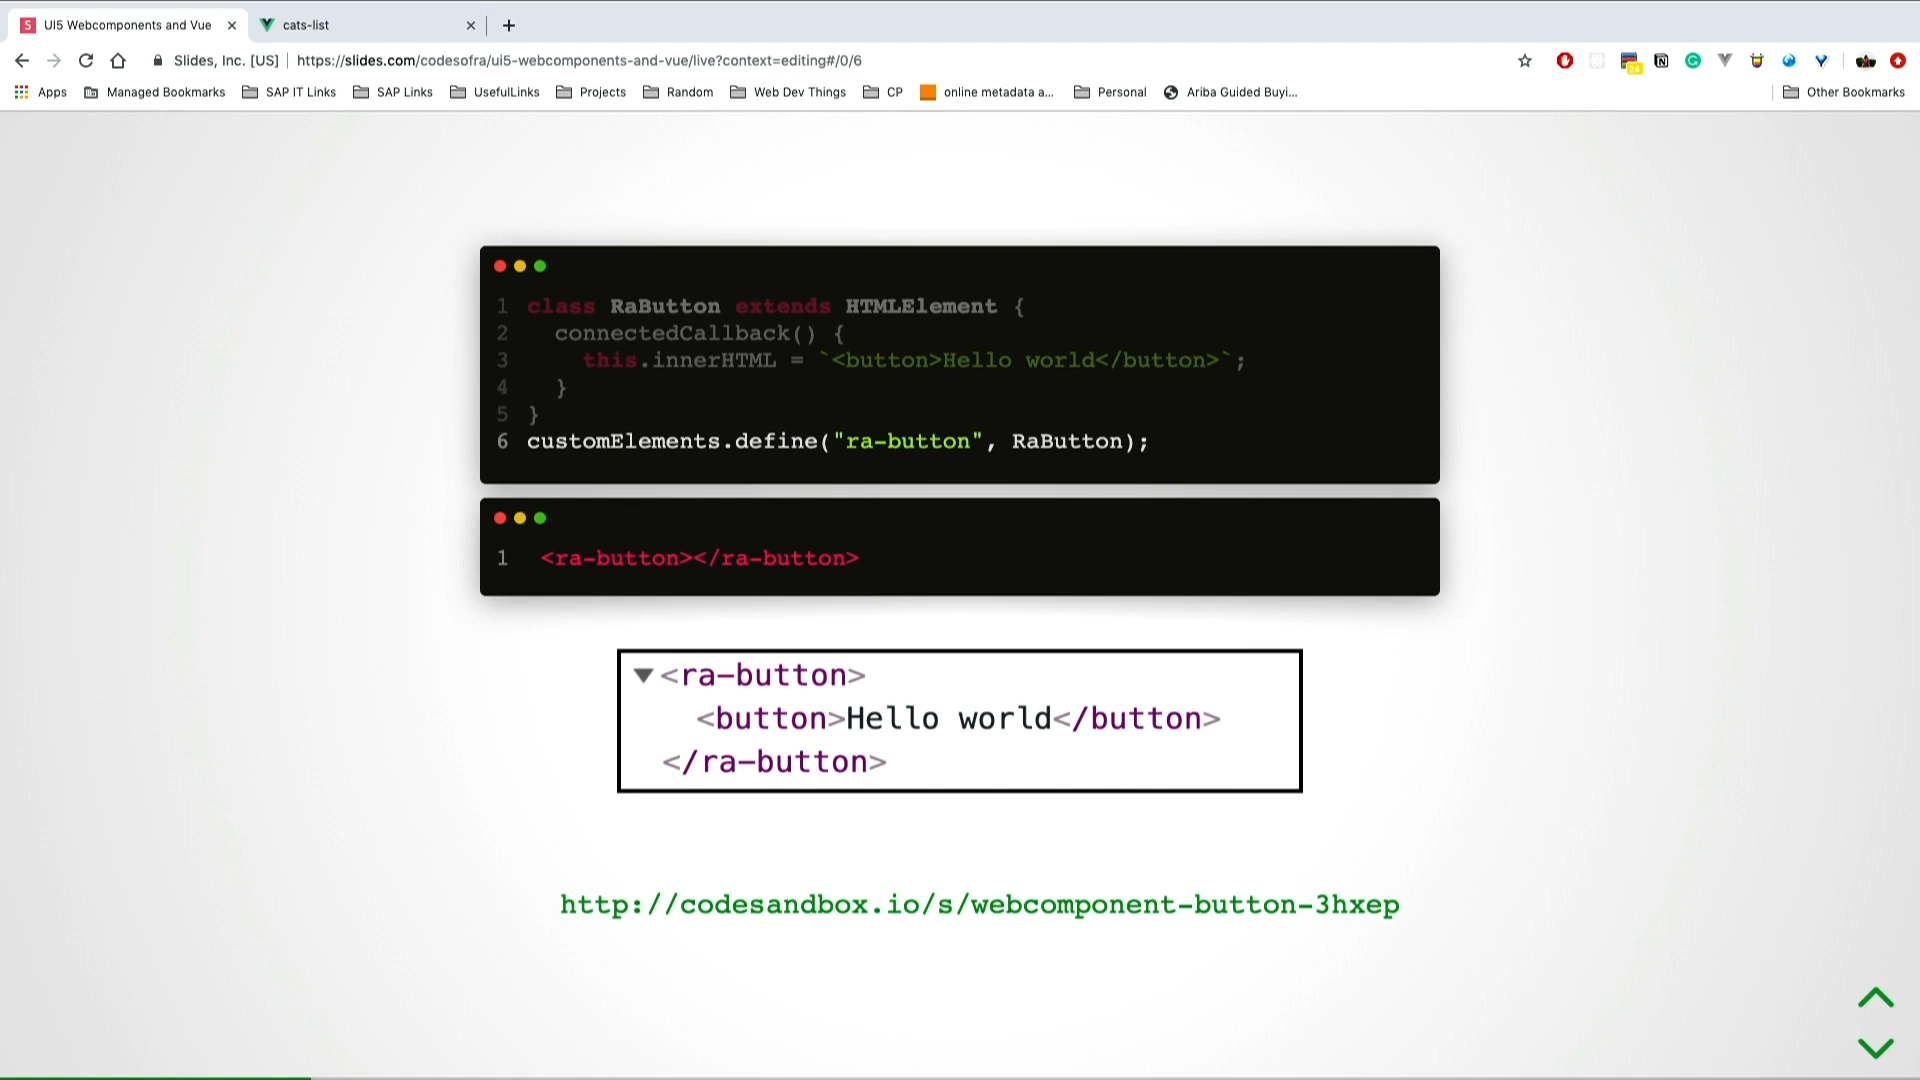 UI5 Webcomponents and Vue
cats-list
Slides, Inc. [US] https://slides.com/codesofra/ui5-webcomponents-and-vue/live?context=editing#/0/6
Apps Managed Bookmarks SAP IT Links SAP Links UsefulLinks Projects Random Web Dev Things CP online metadata a... Personal Ariba Guided Buyi... Other Bookmarks
1 class RaButton extends HTMLElement {
2 connectedCallback() {
3 this.innerHTML = `<button>Hello world</button>`;
4 }
5 }
6 customElements.define("ra-button", RaButton);
1 <ra-button></ra-button>
<ra-button>
<button>Hello world</button>
</ra-button>
http://codesandbox.io/s/webcomponent-button-3hxep